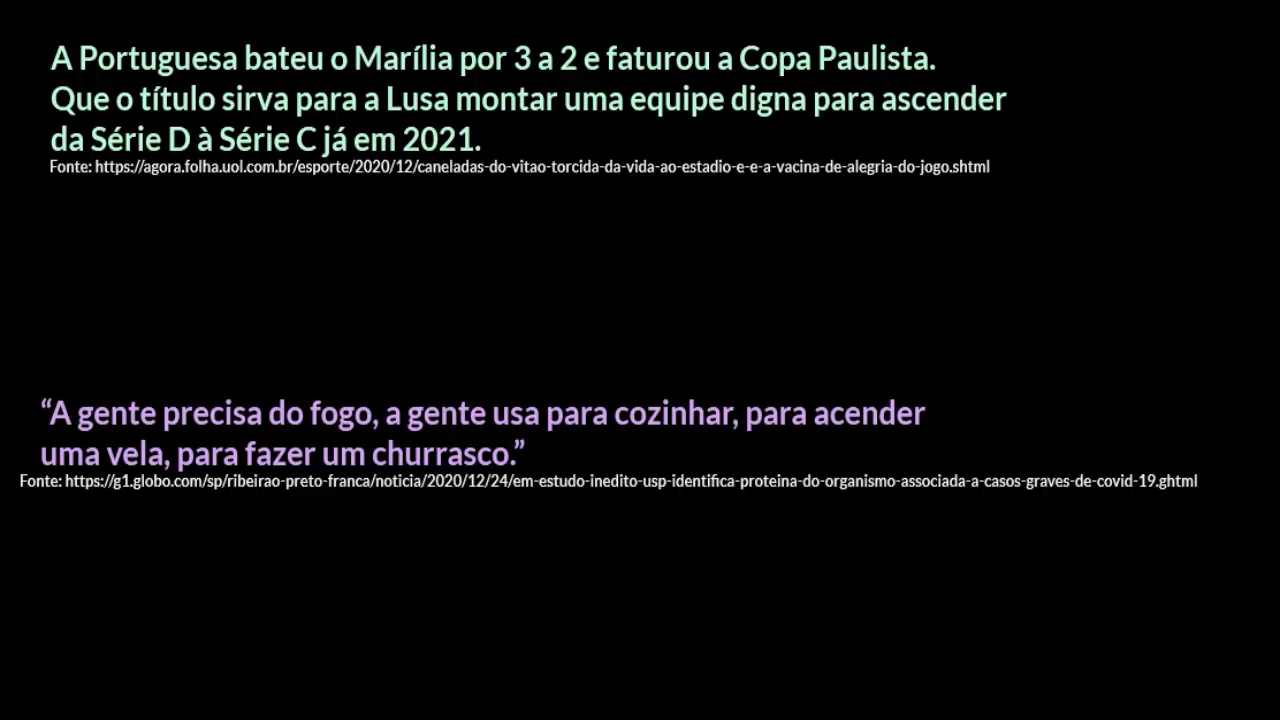 A Portuguesa bateu o Marília por 3 a 2 e faturou a Copa Paulista.
Que o título sirva para a Lusa montar uma equipe digna para ascender
da Série D à Série C já em 2021.
Fonte: https://agora.folha.uol.com.br/esporte/2020/12/caneladas-do-vitao-torcida-da-vida-ao-estadio-e-e-a-vacina-de-alegria-do-jogo.shtml
“A gente precisa do fogo, a gente usa para cozinhar, para acender
uma vela, para fazer um churrasco.”
Fonte: https://g1.globo.com/sp/ribeirao-preto-franca/noticia/2020/12/24/em-estudo-inedito-usp-identifica-proteina-do-organismo-associada-a-casos-graves-de-covid-19.ghtml